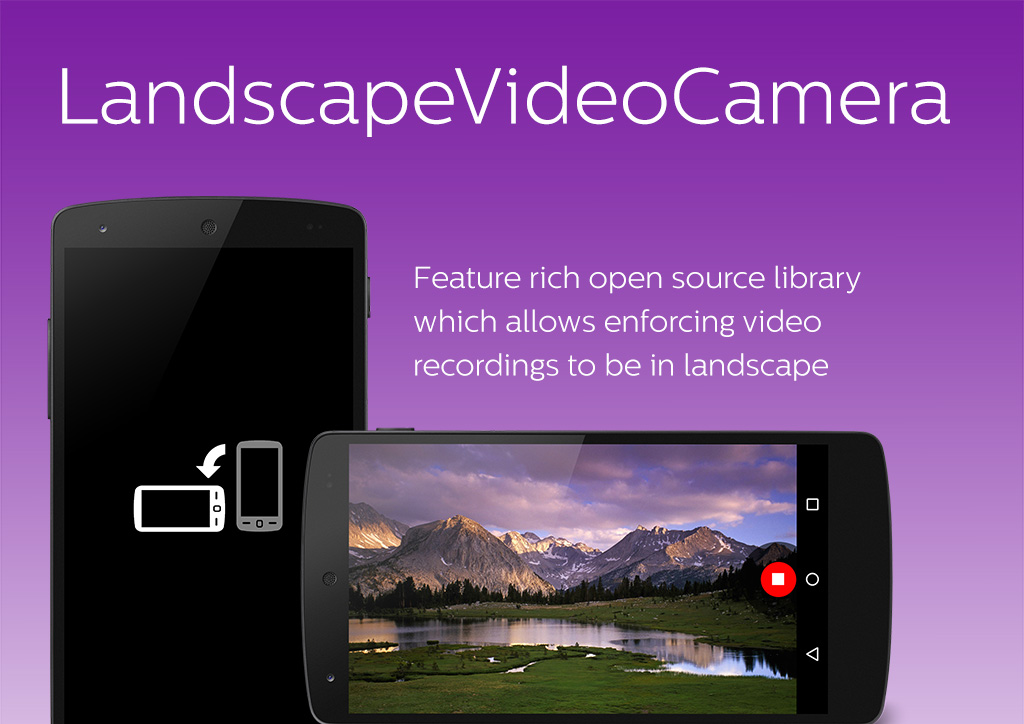 LandscapeVideoCamera
Feature rich open source library
which allows enforcing video
recordings to be in landscape